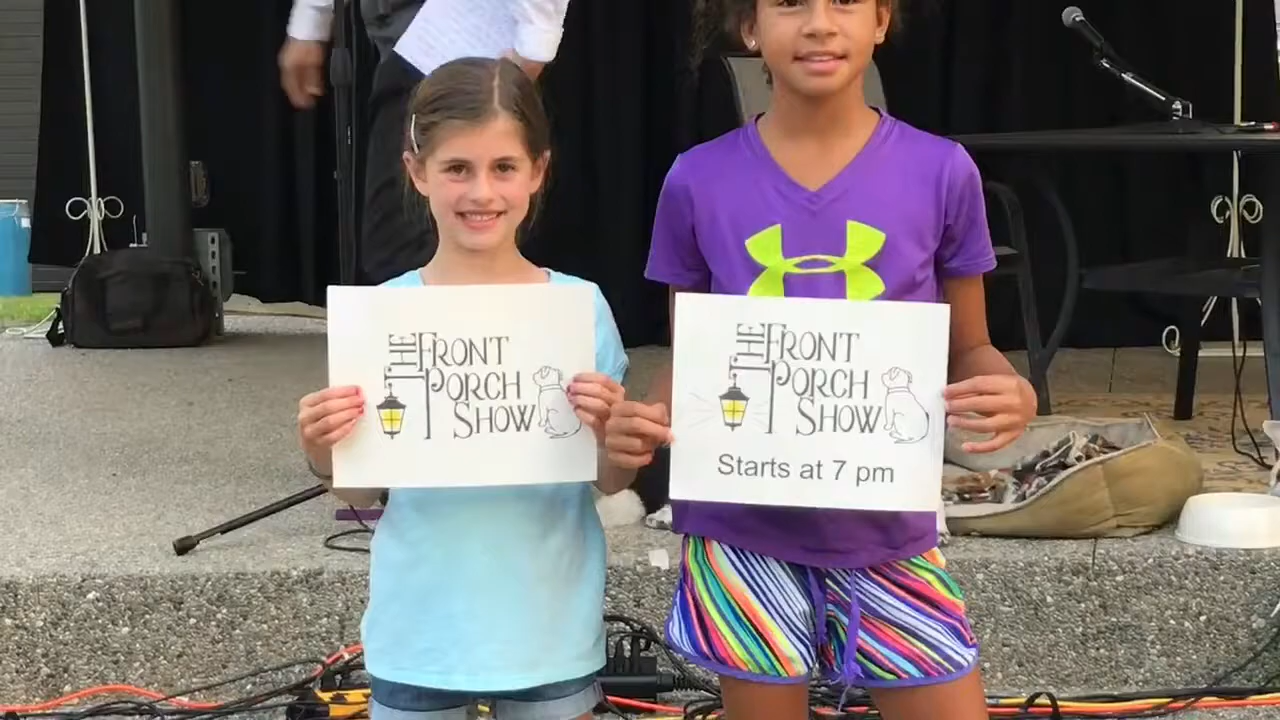 THE FRONT
PORCH
SHOW
THE FRONT
PORCH
SHOW
Starts at 7 pm